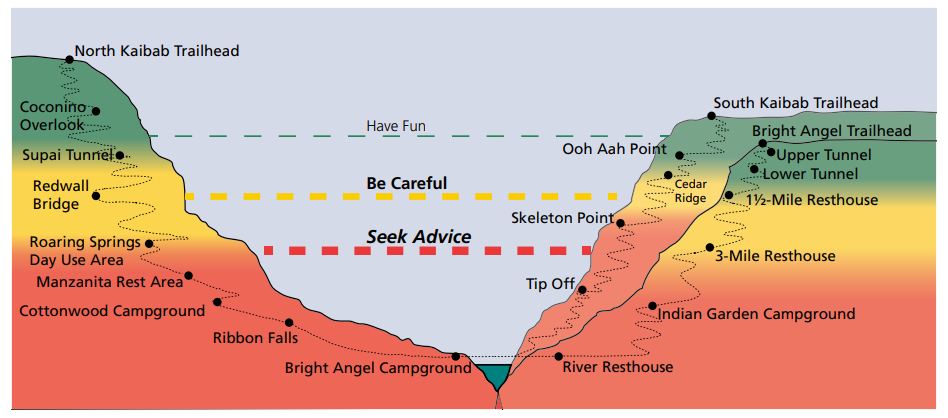 North Kaibab Trailhead
Coconino
Overlook
Supai Tunnel
Redwall
Bridge
Roaring Springs
Day Use Area
Manzanita Rest Area
Cottonwood Campground
Ribbon Falls
Bright Angel Campground
Have Fun
Be Careful
Seek Advice
South Kaibab Trailhead
Ooh Aah Point
Cedar
Ridge
Skeleton Point
Tip Off
Bright Angel Trailhead
Upper Tunnel
Lower Tunnel
1½-Mile Resthouse
3-Mile Resthouse
Indian Garden Campground
River Resthouse